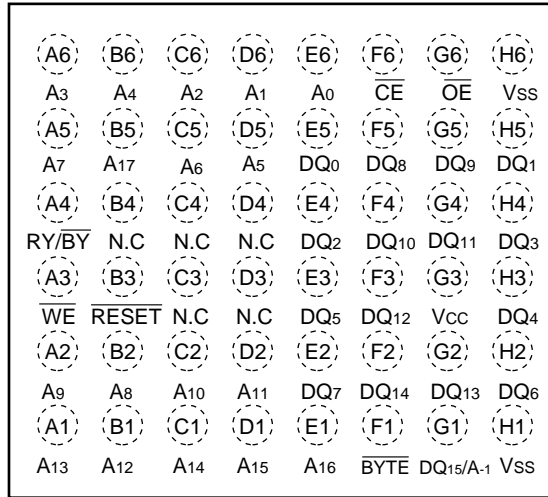 A6 B6 C6 D6 E6 F6 G6 H6
A3 A4 A2 A1 A0 CE OE VSS
A5 B5 C5 D5 E5 F5 G5 H5
A7 A17 A6 A5 DQ0 DQ8 DQ9 DQ1
A4 B4 C4 D4 E4 F4 G4 H4
RY/BY N.C N.C N.C DQ2 DQ10 DQ11 DQ3
A3 B3 C3 D3 E3 F3 G3 H3
WE RESET N.C N.C DQ5 DQ12 VCC DQ4
A2 B2 C2 D2 E2 F2 G2 H2
A9 A8 A10 A11 DQ7 DQ14 DQ13 DQ6
A1 B1 C1 D1 E1 F1 G1 H1
A13 A12 A14 A15 A16 BYTE DQ15/A-1 VSS